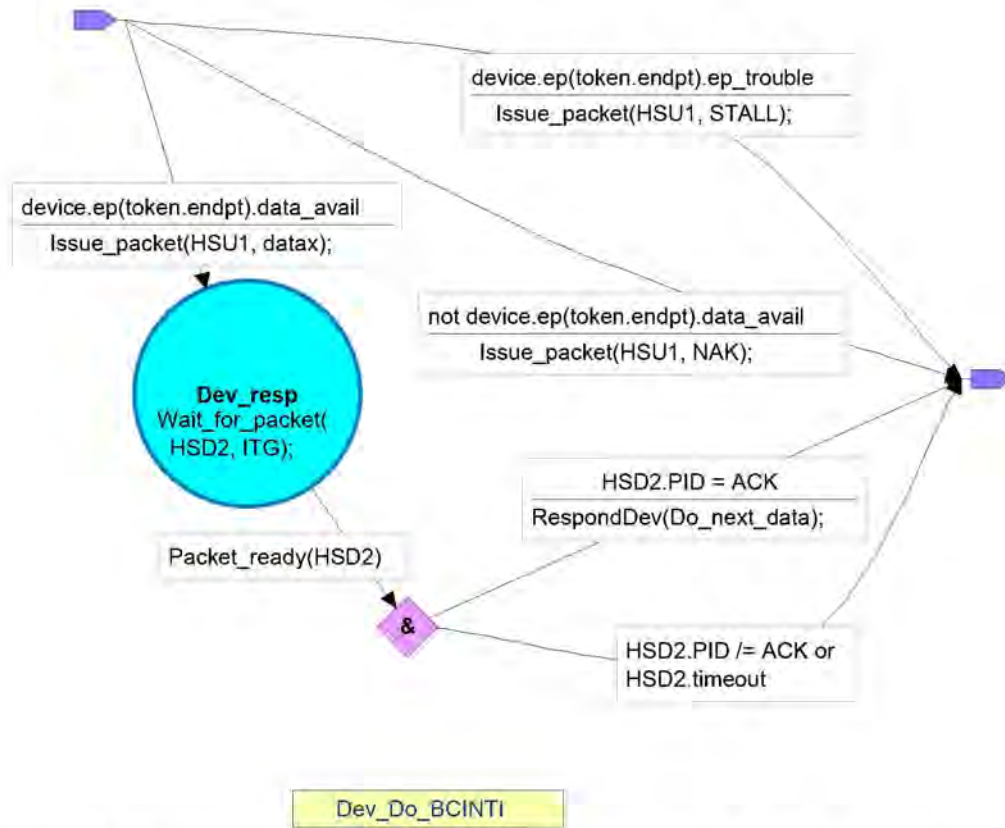 device.ep(token.endpt).ep_trouble
Issue_packet(HSU1, STALL);
device.ep(token.endpt).data_avail
Issue_packet(HSU1, datax);
not device.ep(token.endpt).data_avail
Issue_packet(HSU1, NAK);
Dev_resp
Wait_for_packet(
HSD2, ITG);
HSD2.PID = ACK
RespondDev(Do_next_data);
Packet_ready(HSD2)
&
HSD2.PID /= ACK or
HSD2.timeout
Dev_Do_BCINTI